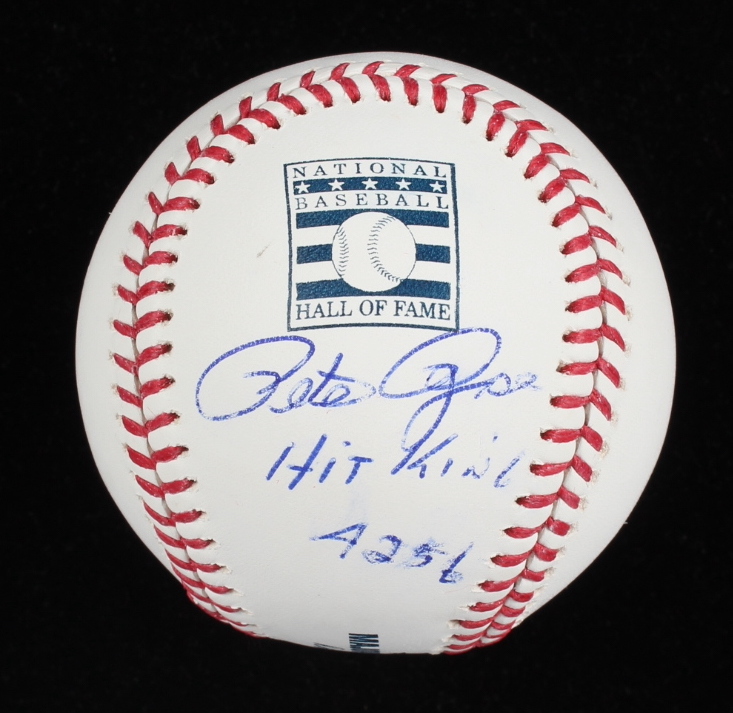 NATIONAL
BASEBALL
HALL OF FAME
Pete Rose
HIT KING
4256